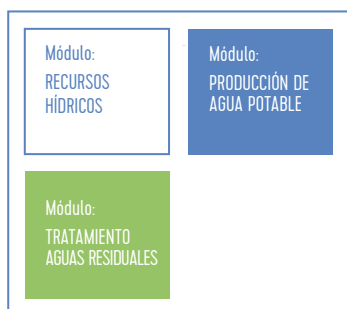 Módulo:
RECURSOS
HÍDRICOS
Módulo:
PRODUCCIÓN DE
AGUA POTABLE
Módulo:
TRATAMIENTO
AGUAS RESIDUALES